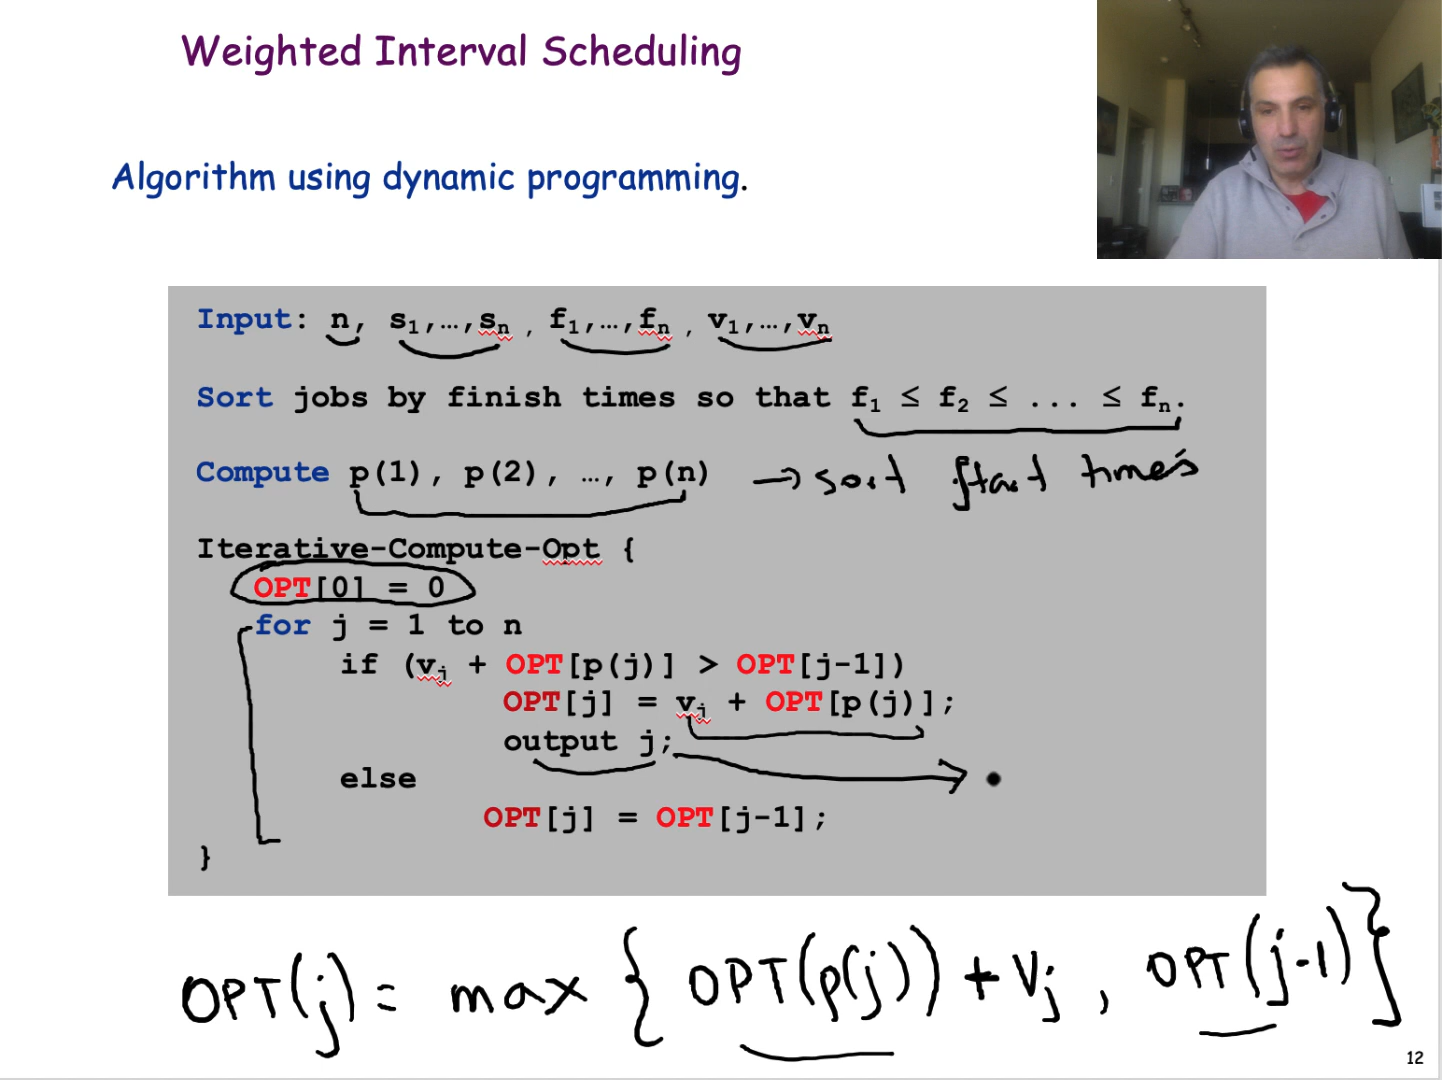 Weighted Interval Scheduling
Algorithm using dynamic programming.
Input: n, s1,…,sn , f1,…,fn , v1,…,vn
Sort jobs by finish times so that f1 ≤ f2 ≤ ... ≤ fn.
Compute p(1), p(2), …, p(n) → sort start times
Iterative-Compute-Opt {
OPT[0] = 0
for j = 1 to n
if (vj + OPT[p(j)] > OPT[j-1])
OPT[j] = vj + OPT[p(j)];
output j;
else
OPT[j] = OPT[j-1];
}
OPT(j) = max { OPT(p(j)) + Vj , OPT(j-1) }
12